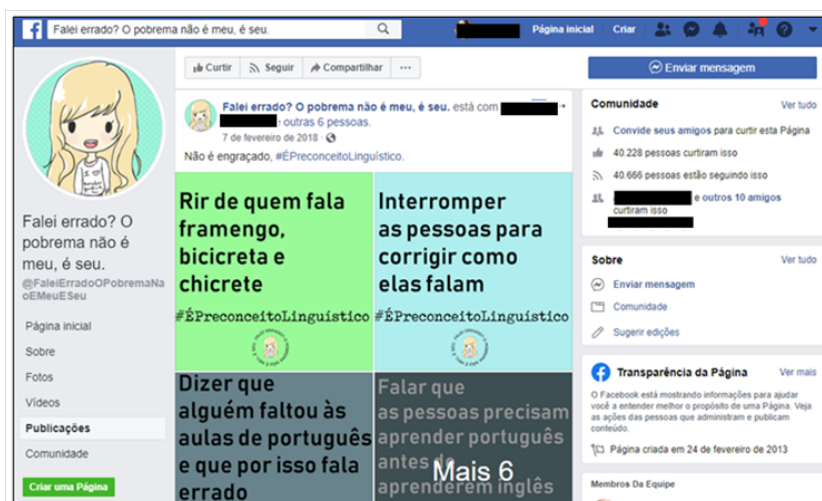 Falei errado? O pobrema não é meu, é seu.
Página inicial
Criar
Curtir
Seguir
Compartilhar
Enviar mensagem
Falei errado? O
pobrema não é
meu, é seu.
@FaleiErradoOPobremaNa
oEMeuESeu
Página inicial
Sobre
Fotos
Vídeos
Publicações
Comunidade
Criar uma Página
Falei errado? O pobrema não é meu, é seu. está com
outras 6 pessoas.
7 de fevereiro de 2018 ·
Não é engraçado, #ÉPreconceitoLinguístico.
Rir de quem fala
framengo,
bicicreta e
chicrete
#ÉPreconceitoLinguístico
Interromper
as pessoas para
corrigir como
elas falam
#ÉPreconceitoLinguístico
Dizer que
alguém faltou às
aulas de português
e que por isso fala
errado
Falar que
as pessoas precisam
aprender português
antes de
aprenderem inglês
Mais 6
Comunidade
Ver tudo
Convide seus amigos para curtir esta Página
40.228 pessoas curtiram isso
40.666 pessoas estão seguindo isso
e outros 10 amigos
curtiram isso
Sobre
Ver tudo
Enviar mensagem
Comunidade
Sugerir edições
Transparência da Página
Ver mais
O Facebook está mostrando informações para ajudar
você a entender melhor o propósito de uma Página. Veja
as ações das pessoas que administram e publicam
conteúdo.
Página criada em 24 de fevereiro de 2013
Membros Da Equipe